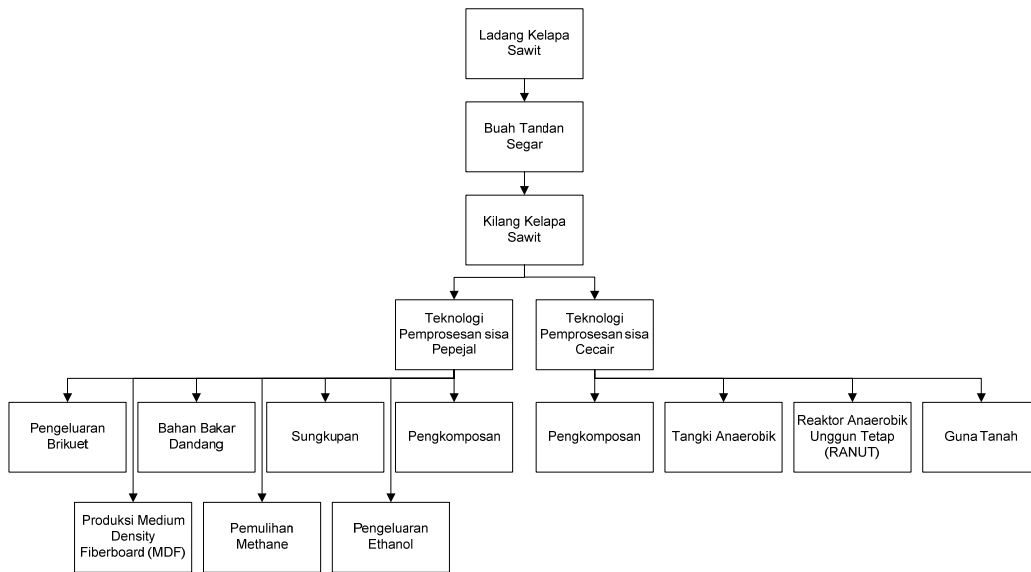 Ladang Kelapa
Sawit
Buah Tandan
Segar
Kilang Kelapa
Sawit
Teknologi
Pemprosesan sisa
Pepejal
Teknologi
Pemprosesan sisa
Cecair
Pengeluaran
Brikuet
Bahan Bakar
Dandang
Sungkupan
Pengkomposan
Pengkomposan
Tangki Anaerobik
Reaktor Anaerobik
Unggun Tetap
(RANUT)
Guna Tanah
Produksi Medium
Density
Fiberboard (MDF)
Pemulihan
Methane
Pengeluaran
Ethanol